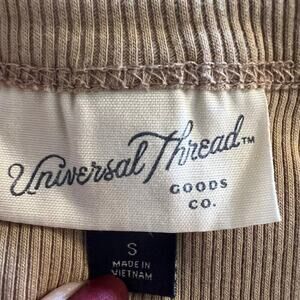 Universal Thread™
GOODS
CO.
S
MADE IN
VIETNAM